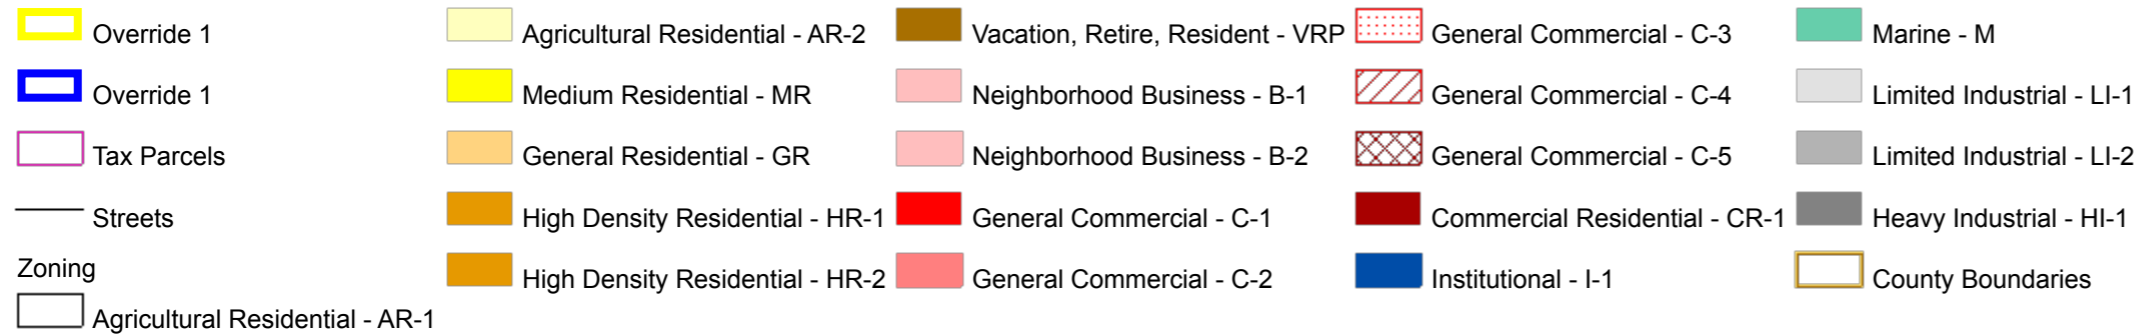 Override 1
Override 1
Tax Parcels
Streets
Zoning
Agricultural Residential - AR-1
Agricultural Residential - AR-2
Medium Residential - MR
General Residential - GR
High Density Residential - HR-1
High Density Residential - HR-2
Vacation, Retire, Resident - VRP
Neighborhood Business - B-1
Neighborhood Business - B-2
General Commercial - C-1
General Commercial - C-2
General Commercial - C-3
General Commercial - C-4
General Commercial - C-5
Commercial Residential - CR-1
Institutional - I-1
Marine - M
Limited Industrial - LI-1
Limited Industrial - LI-2
Heavy Industrial - HI-1
County Boundaries